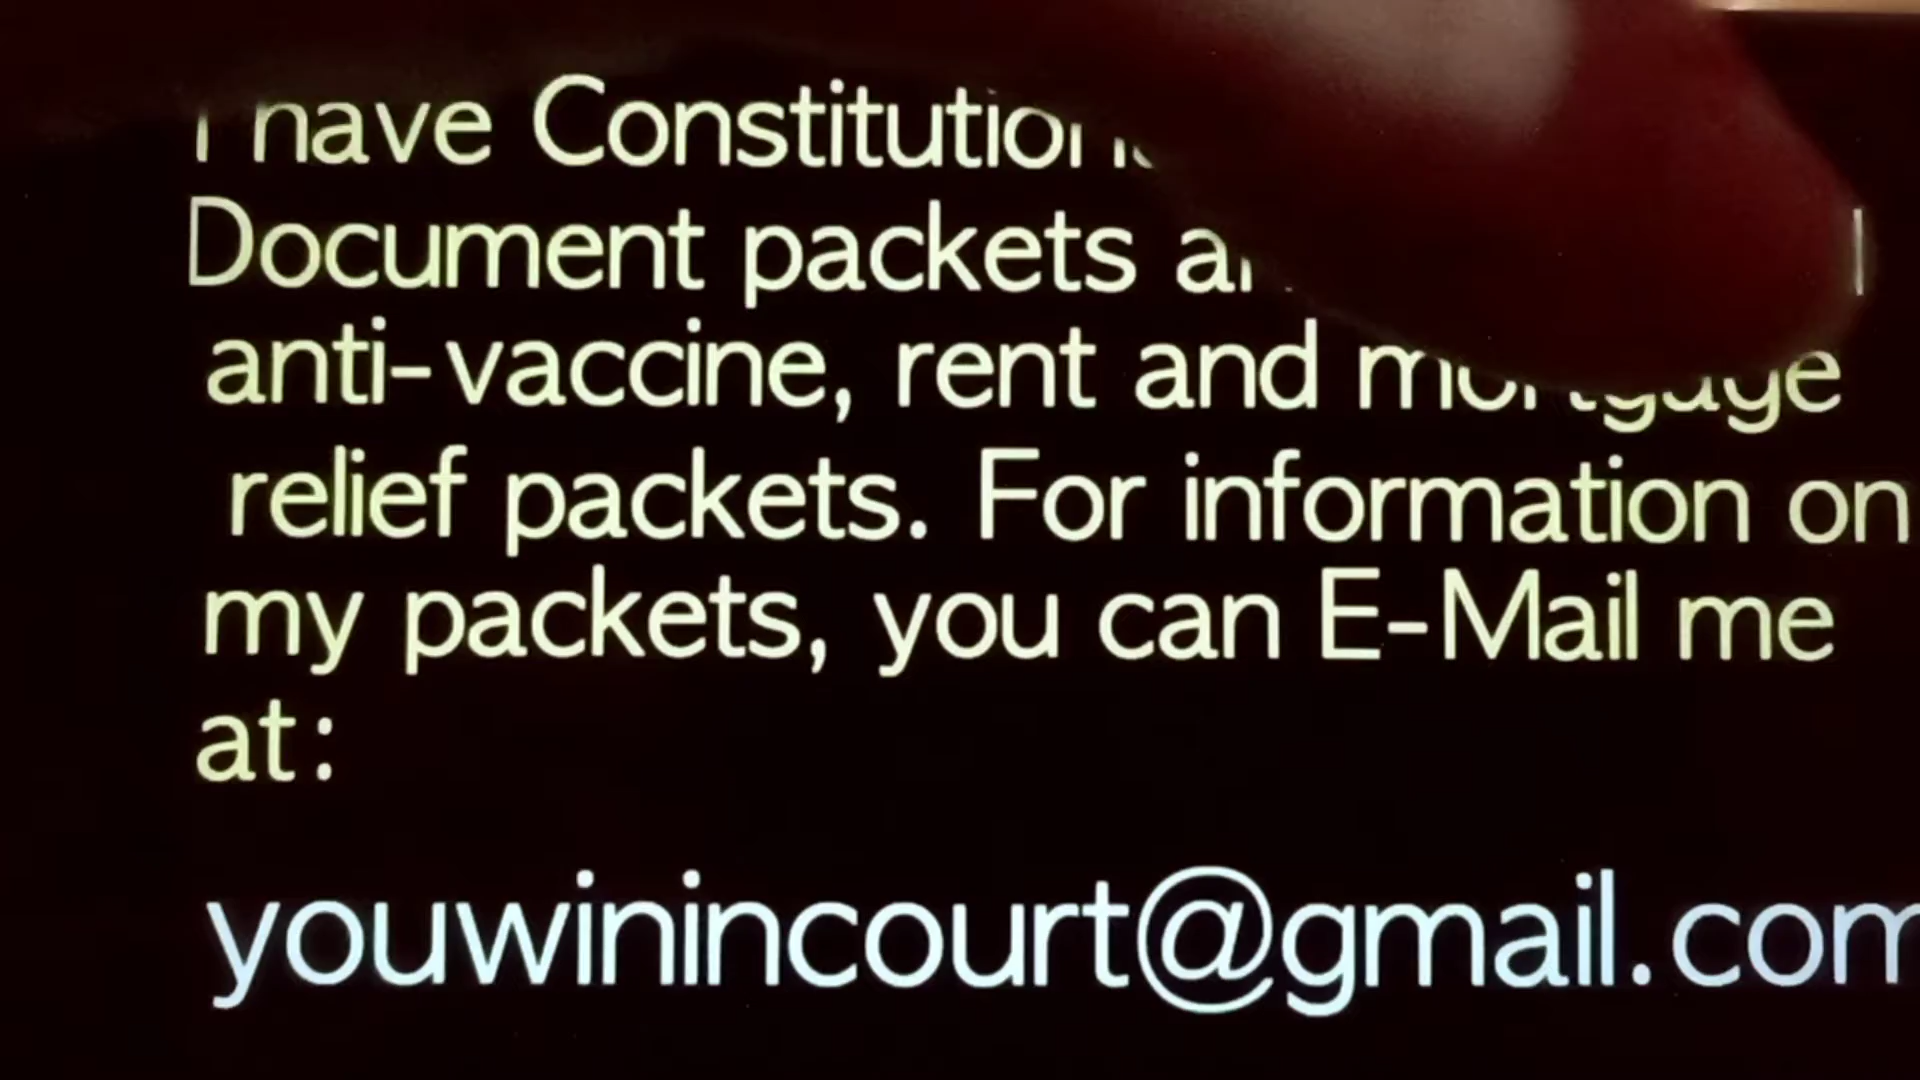 I have
Document packets
anti-vaccine, rent and mortgage
relief packets. For information on
my packets, you can E-Mail me
at:
youwinincourt@gmail.com